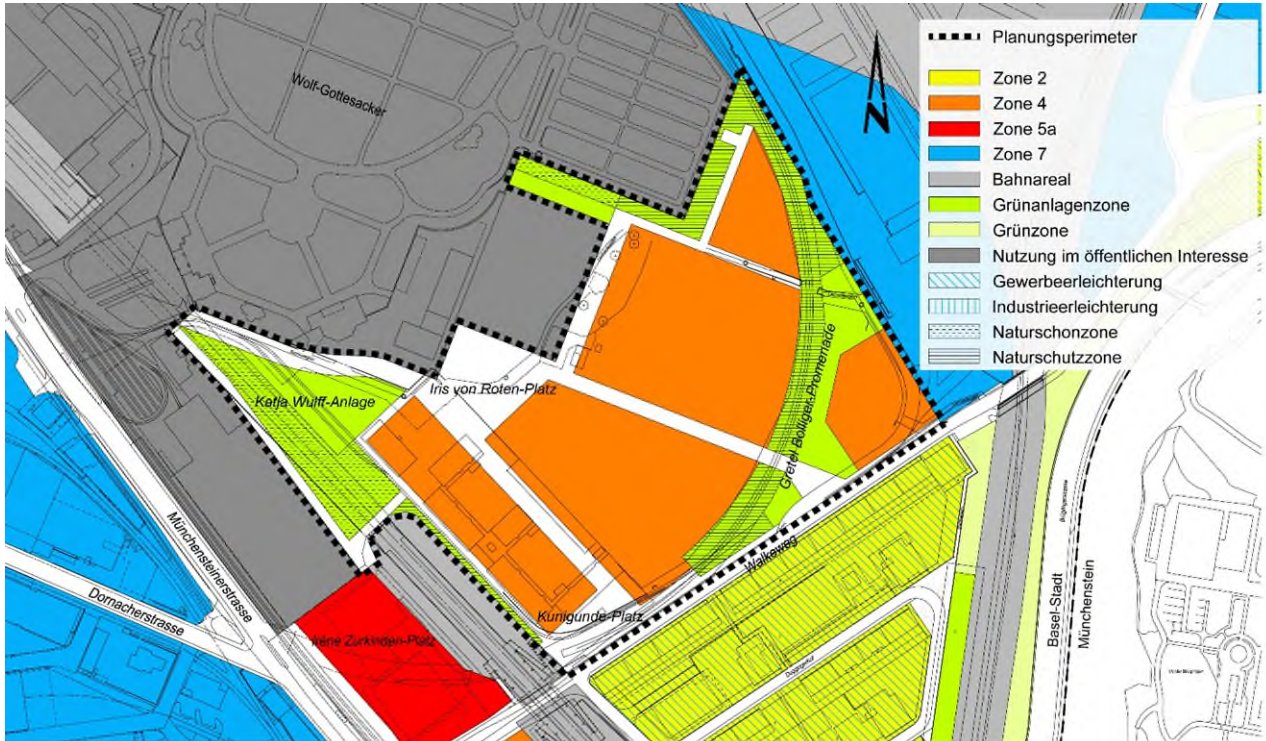 Planungsperimeter
Zone 2
Zone 4
Zone 5a
Zone 7
Bahnareal
Grünanlagenzone
Grünzone
Nutzung im öffentlichen Interesse
Gewerbeerleichterung
Industrieerleichterung
Naturschonzone
Naturschutzzone
N
Wolf-Gottesacker
Iris von Roten-Platz
Katja Wulff-Anlage
Gretel Bolliger-Promenade
Walkeweg
Münchensteinerstrasse
Dornacherstrasse
Kunigunde-Platz
Irène Zurkinden-Platz
Basel-Stadt
Münchenstein